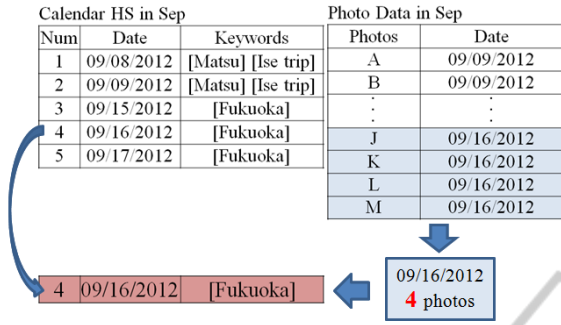 Calendar HS in Sep
Num Date Keywords
1 09/08/2012 [Matsu] [Ise trip]
2 09/09/2012 [Matsu] [Ise trip]
3 09/15/2012 [Fukuoka]
4 09/16/2012 [Fukuoka]
5 09/17/2012 [Fukuoka]
Photo Data in Sep
Photos Date
A 09/09/2012
B 09/09/2012
⋮ ⋮
J 09/16/2012
K 09/16/2012
L 09/16/2012
M 09/16/2012
09/16/2012
4 photos
4 09/16/2012 [Fukuoka]